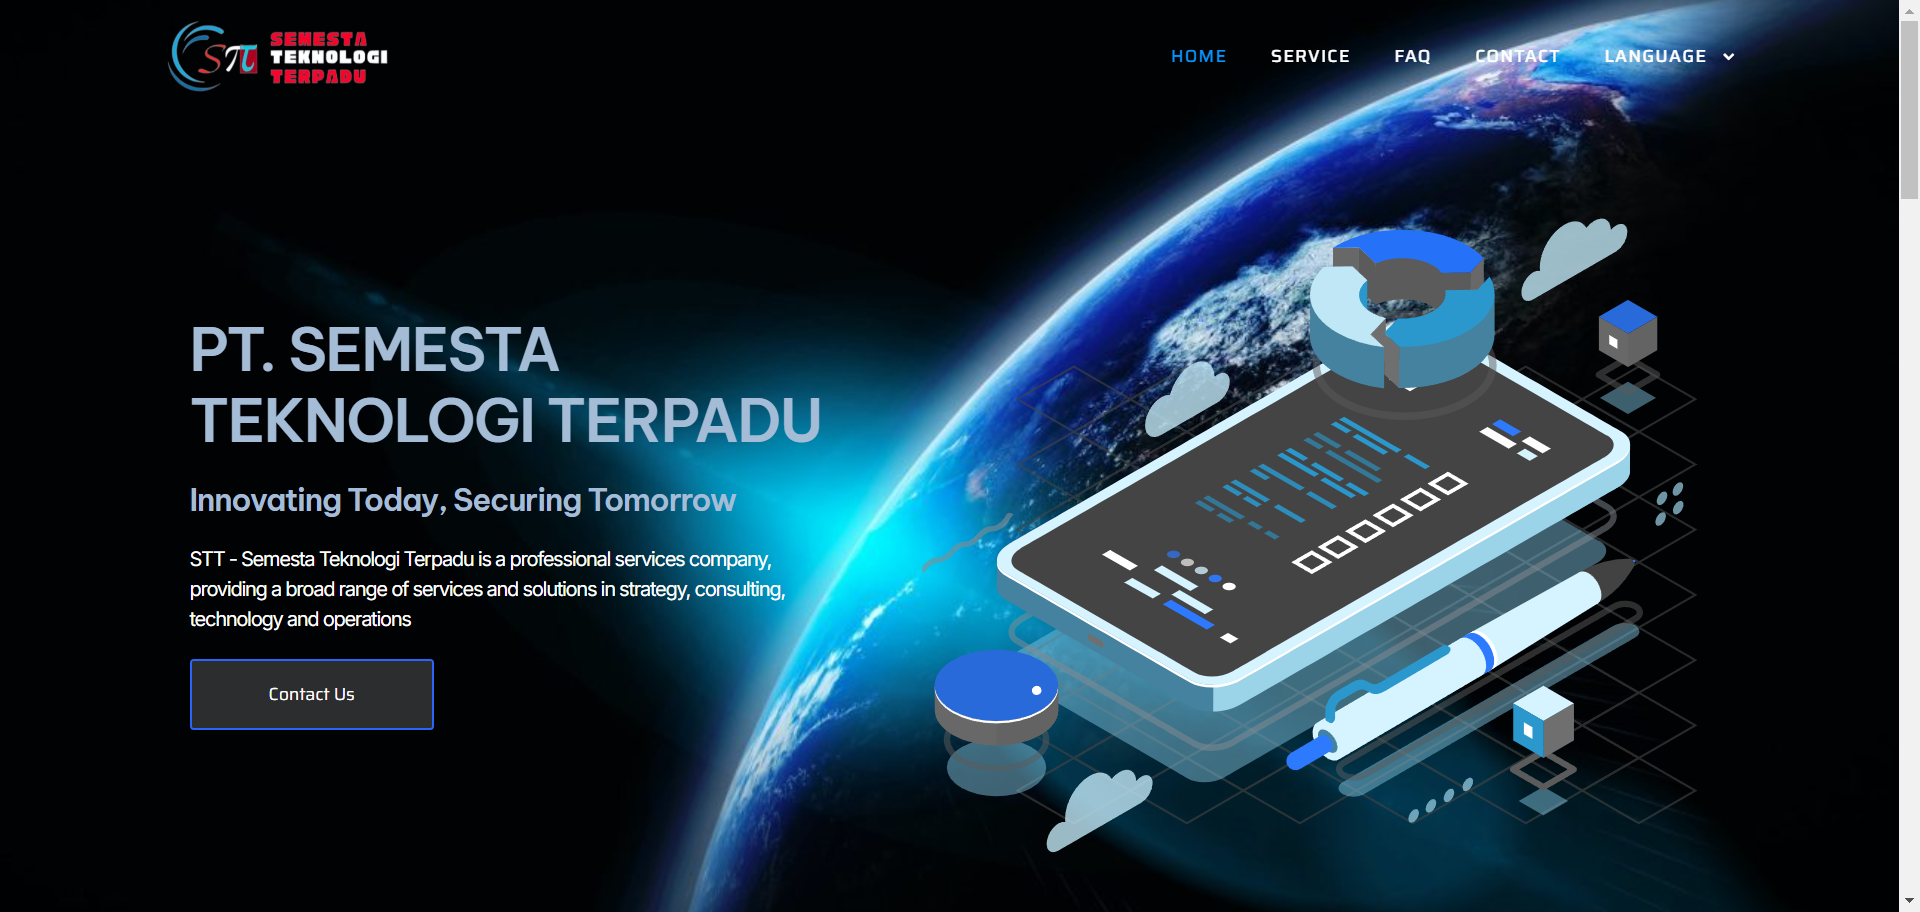 STT
SEMESTA
TEKNOLOGI
TERPADU
HOME SERVICE FAQ CONTACT LANGUAGE
PT. SEMESTA
TEKNOLOGI TERPADU
Innovating Today, Securing Tomorrow
STT - Semesta Teknologi Terpadu is a professional services company,
providing a broad range of services and solutions in strategy, consulting,
technology and operations
Contact Us